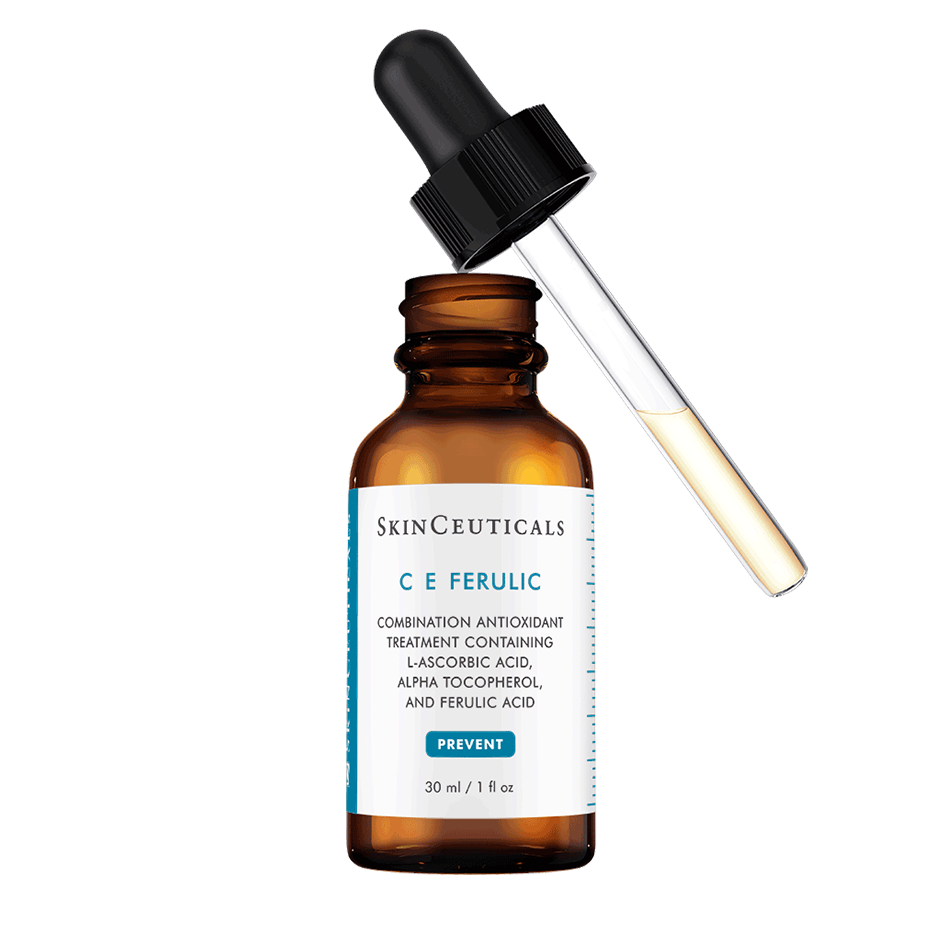 SKINCEUTICALS
C E FERULIC
COMBINATION ANTIOXIDANT
TREATMENT CONTAINING
L-ASCORBIC ACID,
ALPHA TOCOPHEROL,
AND FERULIC ACID
PREVENT
30 ml / 1 fl oz